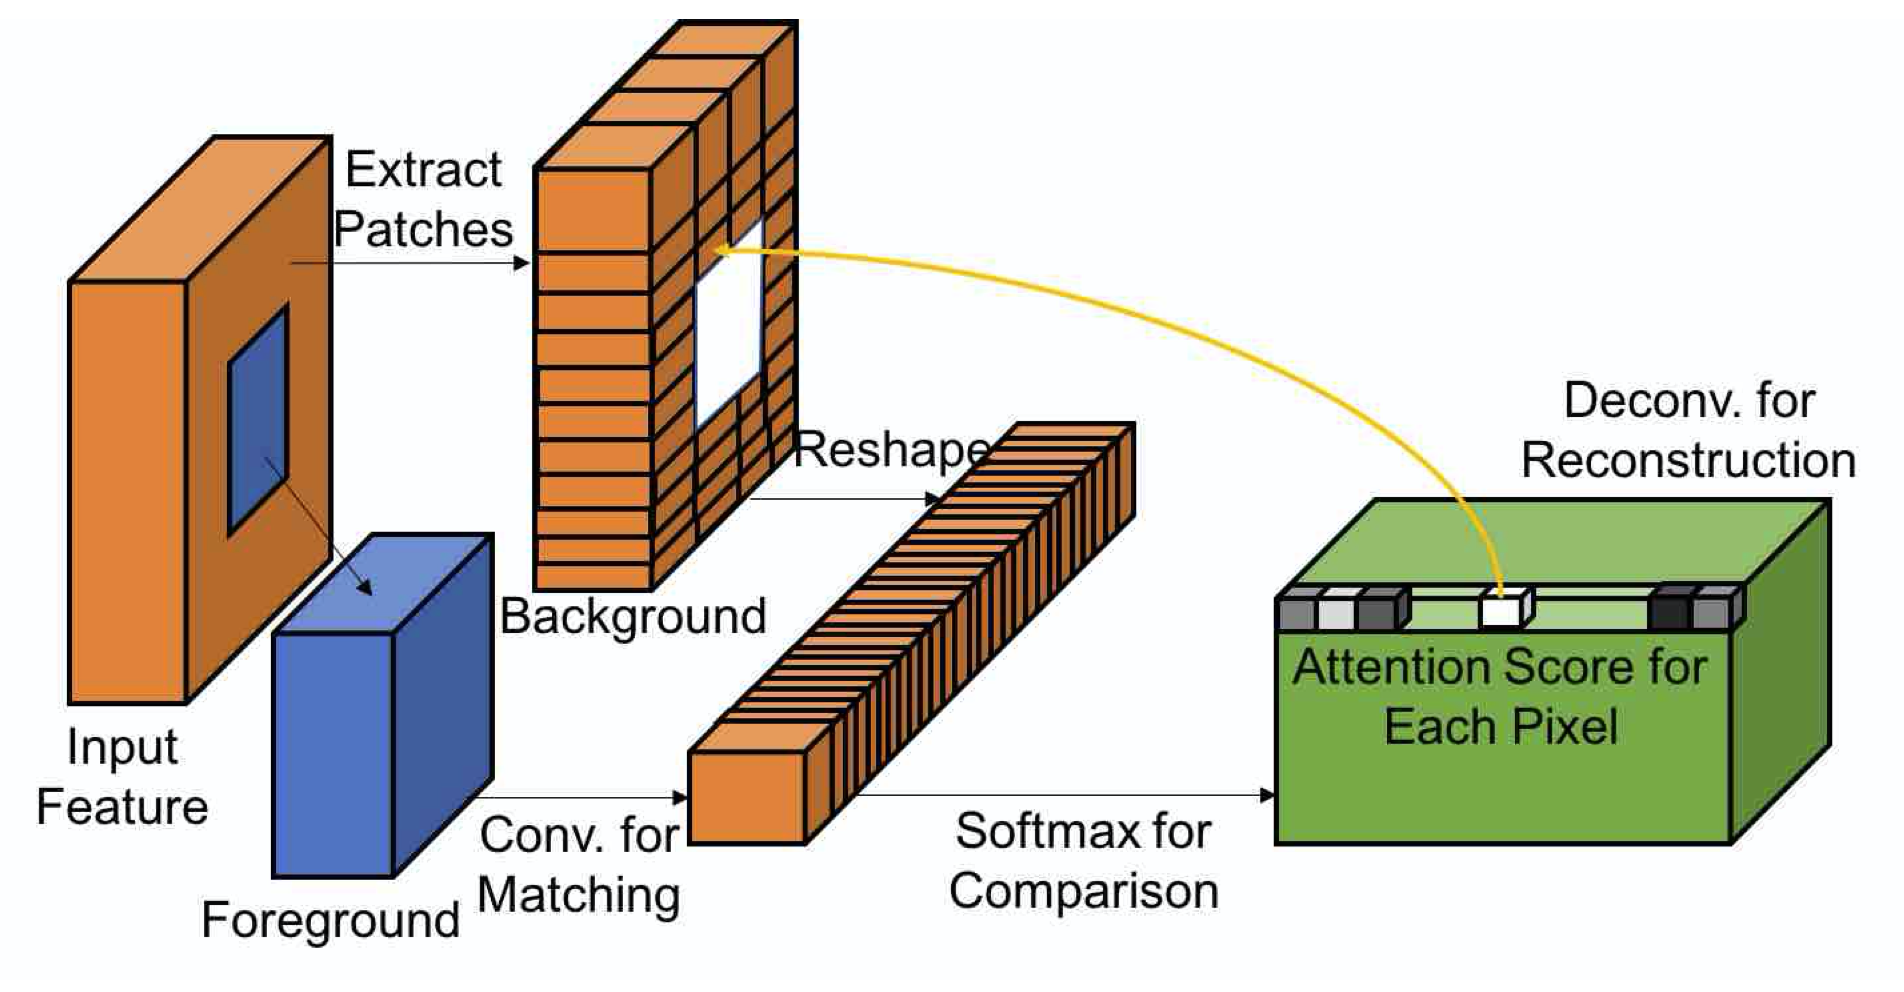 Extract
Patches
Input
Feature
Foreground
Background
Reshape
Conv. for
Matching
Softmax for
Comparison
Deconv. for
Reconstruction
Attention Score for
Each Pixel